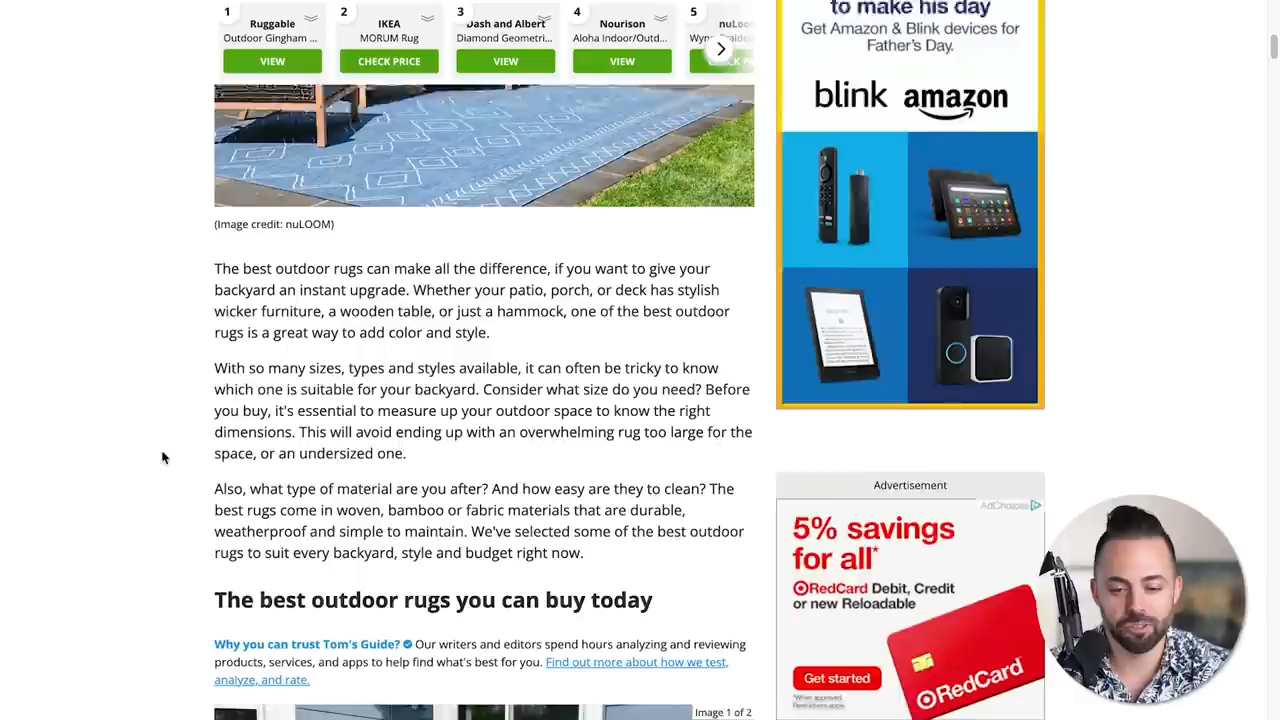 1
Ruggable
Outdoor Gingham ...
VIEW
2
IKEA
MORUM Rug
CHECK PRICE
3
Dash and Albert
Diamond Geometri...
VIEW
4
Nourison
Aloha Indoor/Outd...
VIEW
5
(Image credit: nuLOOM)
The best outdoor rugs can make all the difference, if you want to give your
backyard an instant upgrade. Whether your patio, porch, or deck has stylish
wicker furniture, a wooden table, or just a hammock, one of the best outdoor
rugs is a great way to add color and style.
With so many sizes, types and styles available, it can often be tricky to know
which one is suitable for your backyard. Consider what size do you need? Before
you buy, it's essential to measure up your outdoor space to know the right
dimensions. This will avoid ending up with an overwhelming rug too large for the
space, or an undersized one.
Also, what type of material are you after? And how easy are they to clean? The
best rugs come in woven, bamboo or fabric materials that are durable,
weatherproof and simple to maintain. We've selected some of the best outdoor
rugs to suit every backyard, style and budget right now.
The best outdoor rugs you can buy today
Why you can trust Tom's Guide? Our writers and editors spend hours analyzing and reviewing
products, services, and apps to help find what's best for you. Find out more about how we test,
analyze, and rate.
Image 1 of 2
to make his day
Get Amazon & Blink devices for
Father's Day.
blink amazon
Advertisement
AdChoices
5% savings
for all*
RedCard Debit, Credit
or new Reloadable
Get started
*When approved.
Restrictions apply.
RedCard